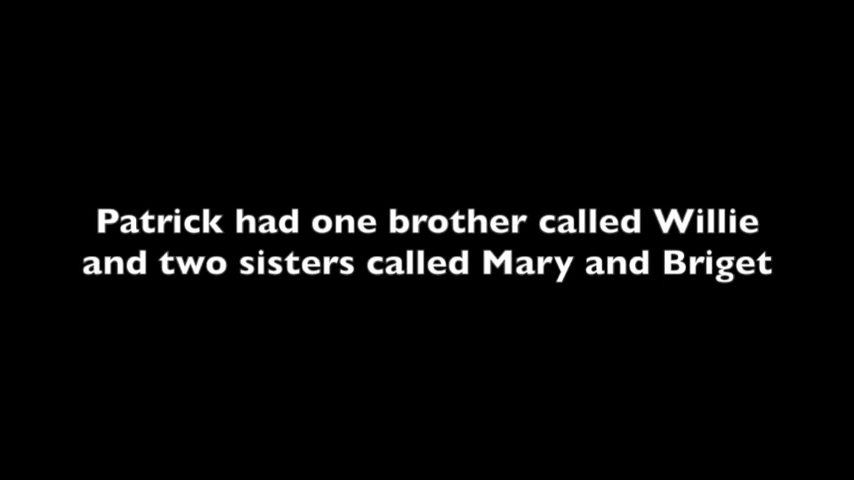 Patrick had one brother called Willie
and two sisters called Mary and Briget